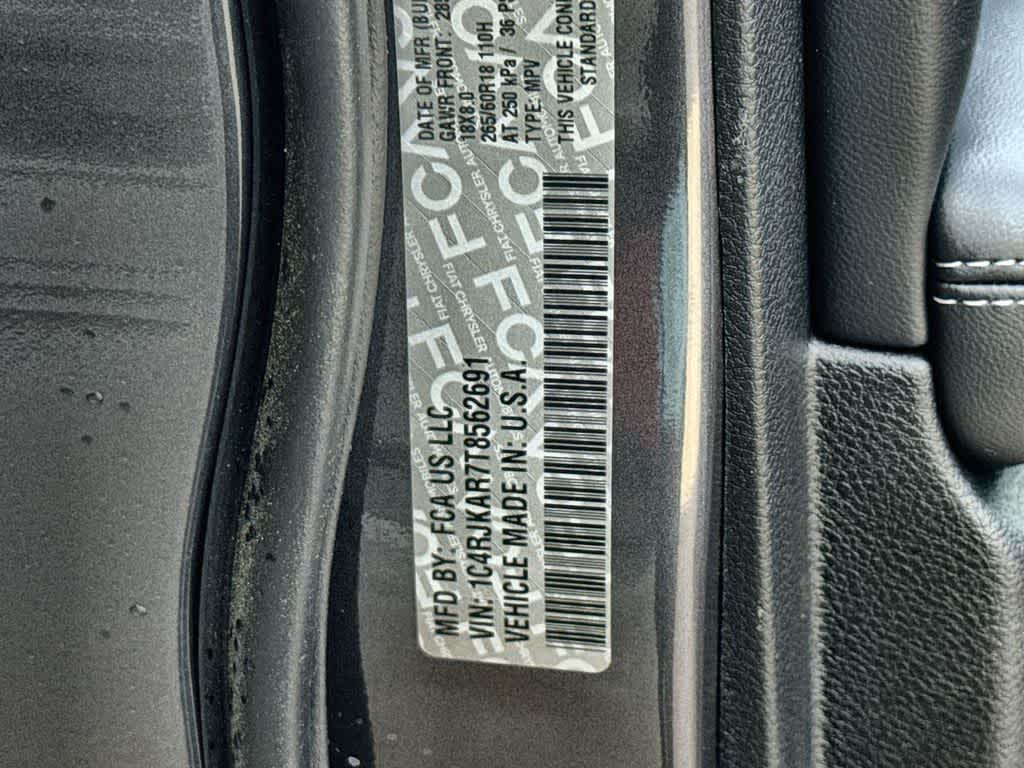 MFD BY: FCA US LLC
VIN: 1C4RJKAR7T8562691
VEHICLE MADE IN: U.S.A.
DATE OF MFR
GAWR FRONT:
18X8.0
265/60R18 110H
AT 250 kPa / 36
TYPE: MPV
THIS VEHICLE
STANDARD